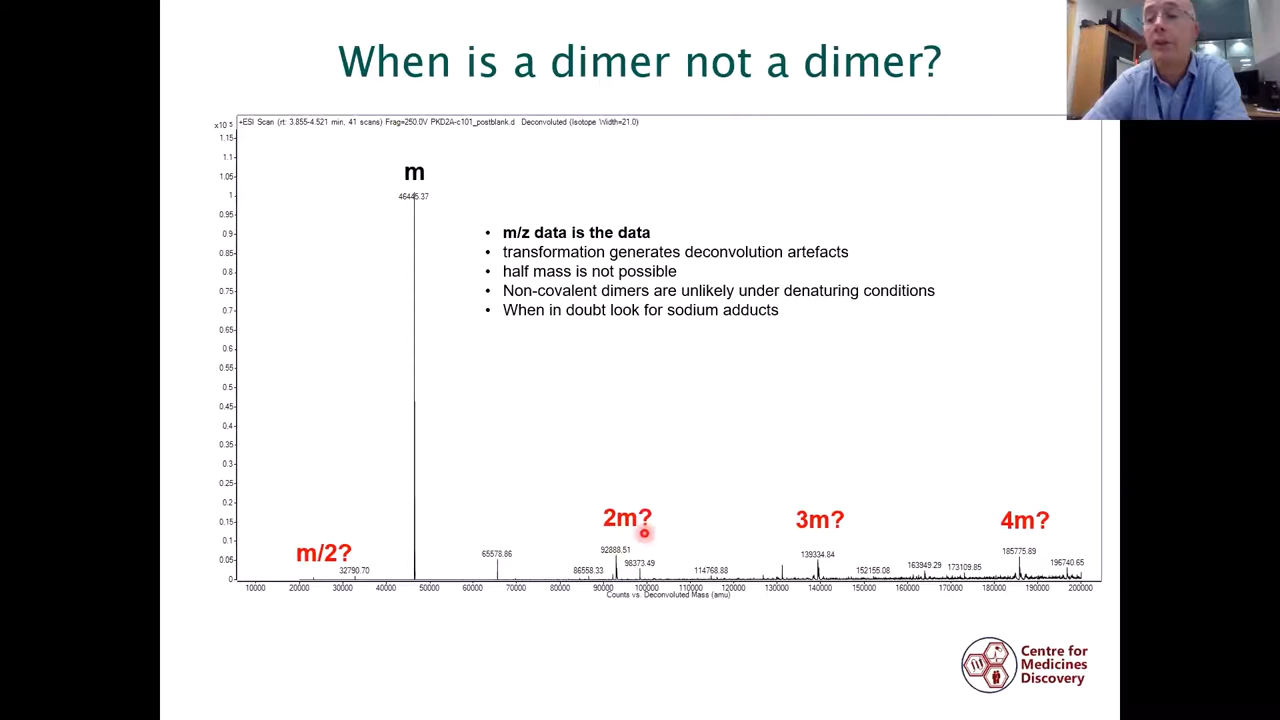 When is a dimer not a dimer?
x10 5
+ESI Scan (rt: 3.855-4.521 min, 41 scans) Frag=250.0V PKD2A-c101_postblank.d Deconvoluted (Isotope Width=21.0)
1.15
1.1
1.05
1
0.95
0.9
0.85
0.8
0.75
0.7
0.65
0.6
0.55
0.5
0.45
0.4
0.35
0.3
0.25
0.2
0.15
0.1
0.05
0
m
46445.37
• m/z data is the data
• transformation generates deconvolution artefacts
• half mass is not possible
• Non-covalent dimers are unlikely under denaturing conditions
• When in doubt look for sodium adducts
m/2?
2m?
3m?
4m?
32790.70
65578.86
86558.33
92888.51
98373.49
114768.88
139334.84
152155.08
163949.29
173109.85
185775.89
196740.65
10000 20000 30000 40000 50000 60000 70000 80000 90000 100000 110000 120000 130000 140000 150000 160000 170000 180000 190000 200000
Counts vs. Deconvoluted Mass (amu)
Centre for
Medicines
Discovery